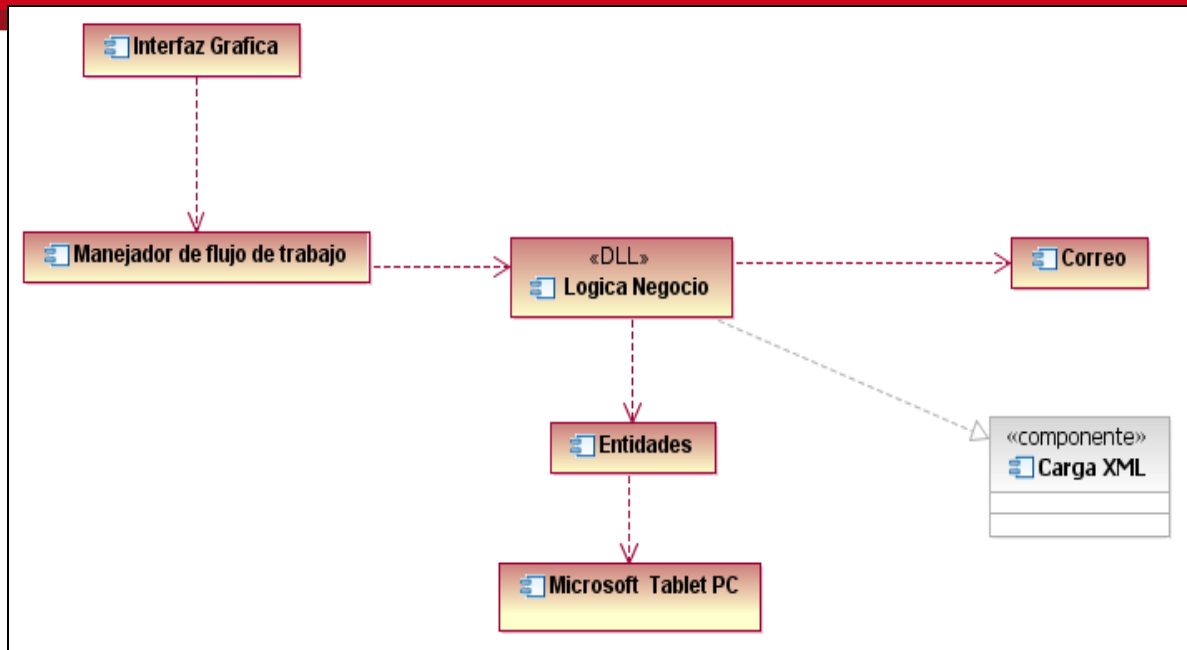 Interfaz Grafica
Manejador de flujo de trabajo
«DLL»
Logica Negocio
Correo
«componente»
Carga XML
Entidades
Microsoft Tablet PC